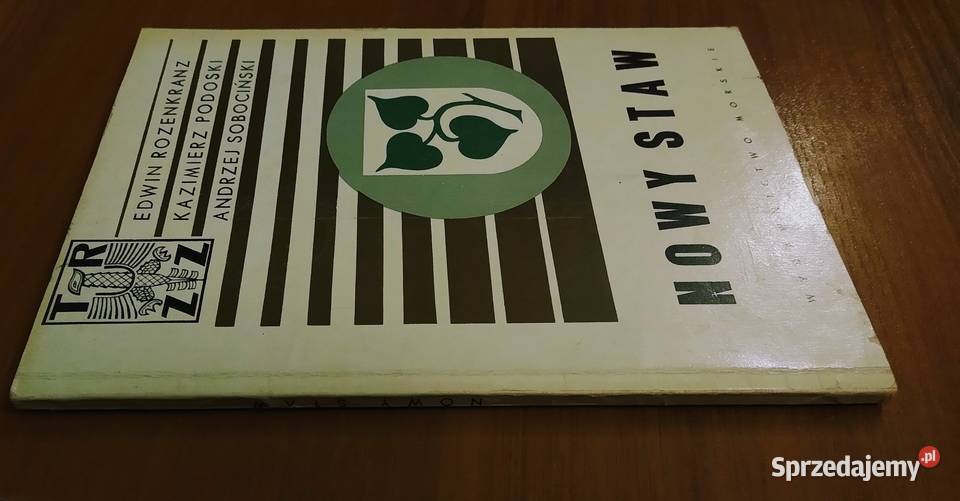 EDWIN ROZENKRANZ
KAZIMIERZ PODOSKI
ANDRZEJ SOBOCIŃSKI
T R
Z Z
NOWY STAW
WYDAWNICTWO MORSKIE
NOWY STAW
Sprzedajemy.pl